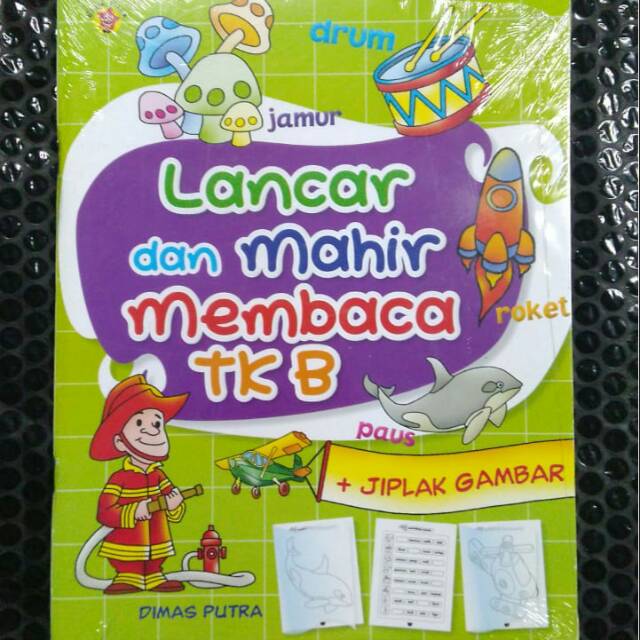 drum
jamur
Lancar
dan mahir
membaca
TK B
roket
paus
+ JIPLAK GAMBAR
DIMAS PUTRA